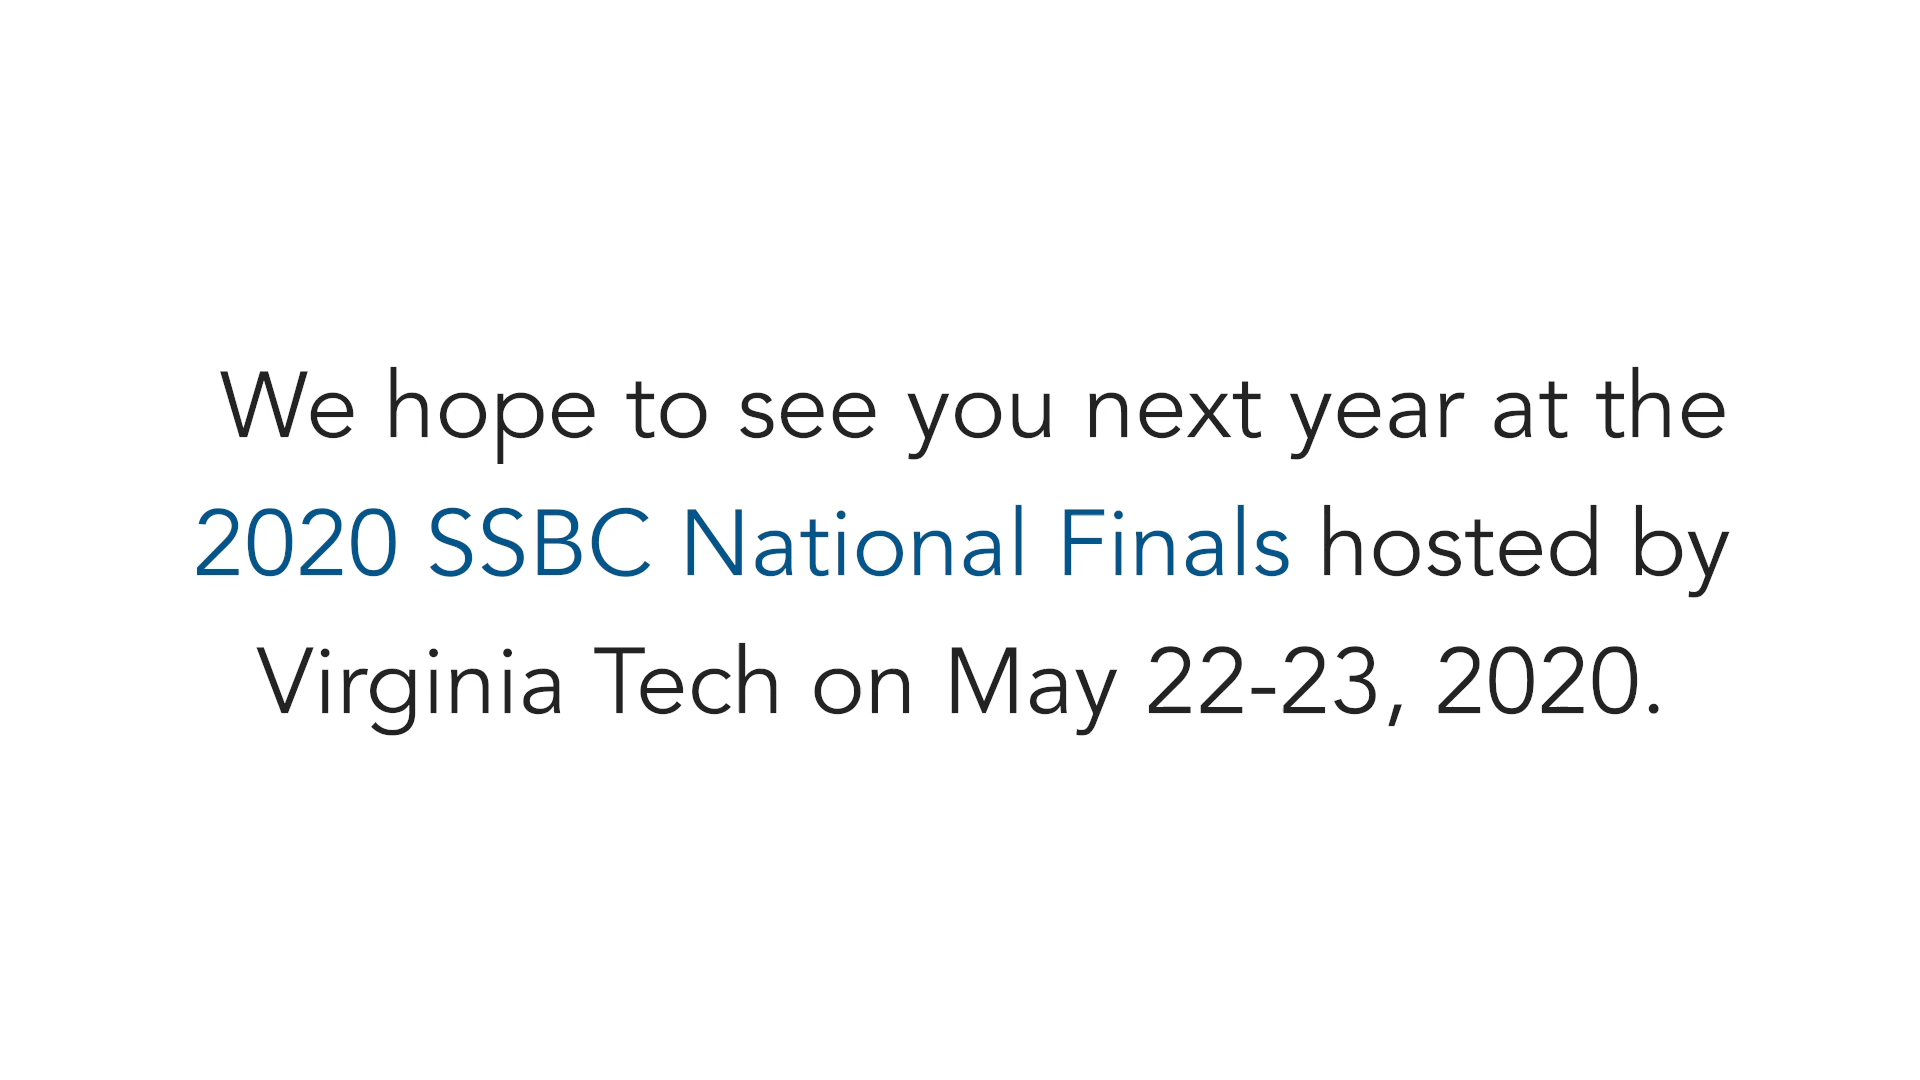 We hope to see you next year at the
2020 SSBC National Finals hosted by
Virginia Tech on May 22-23, 2020.